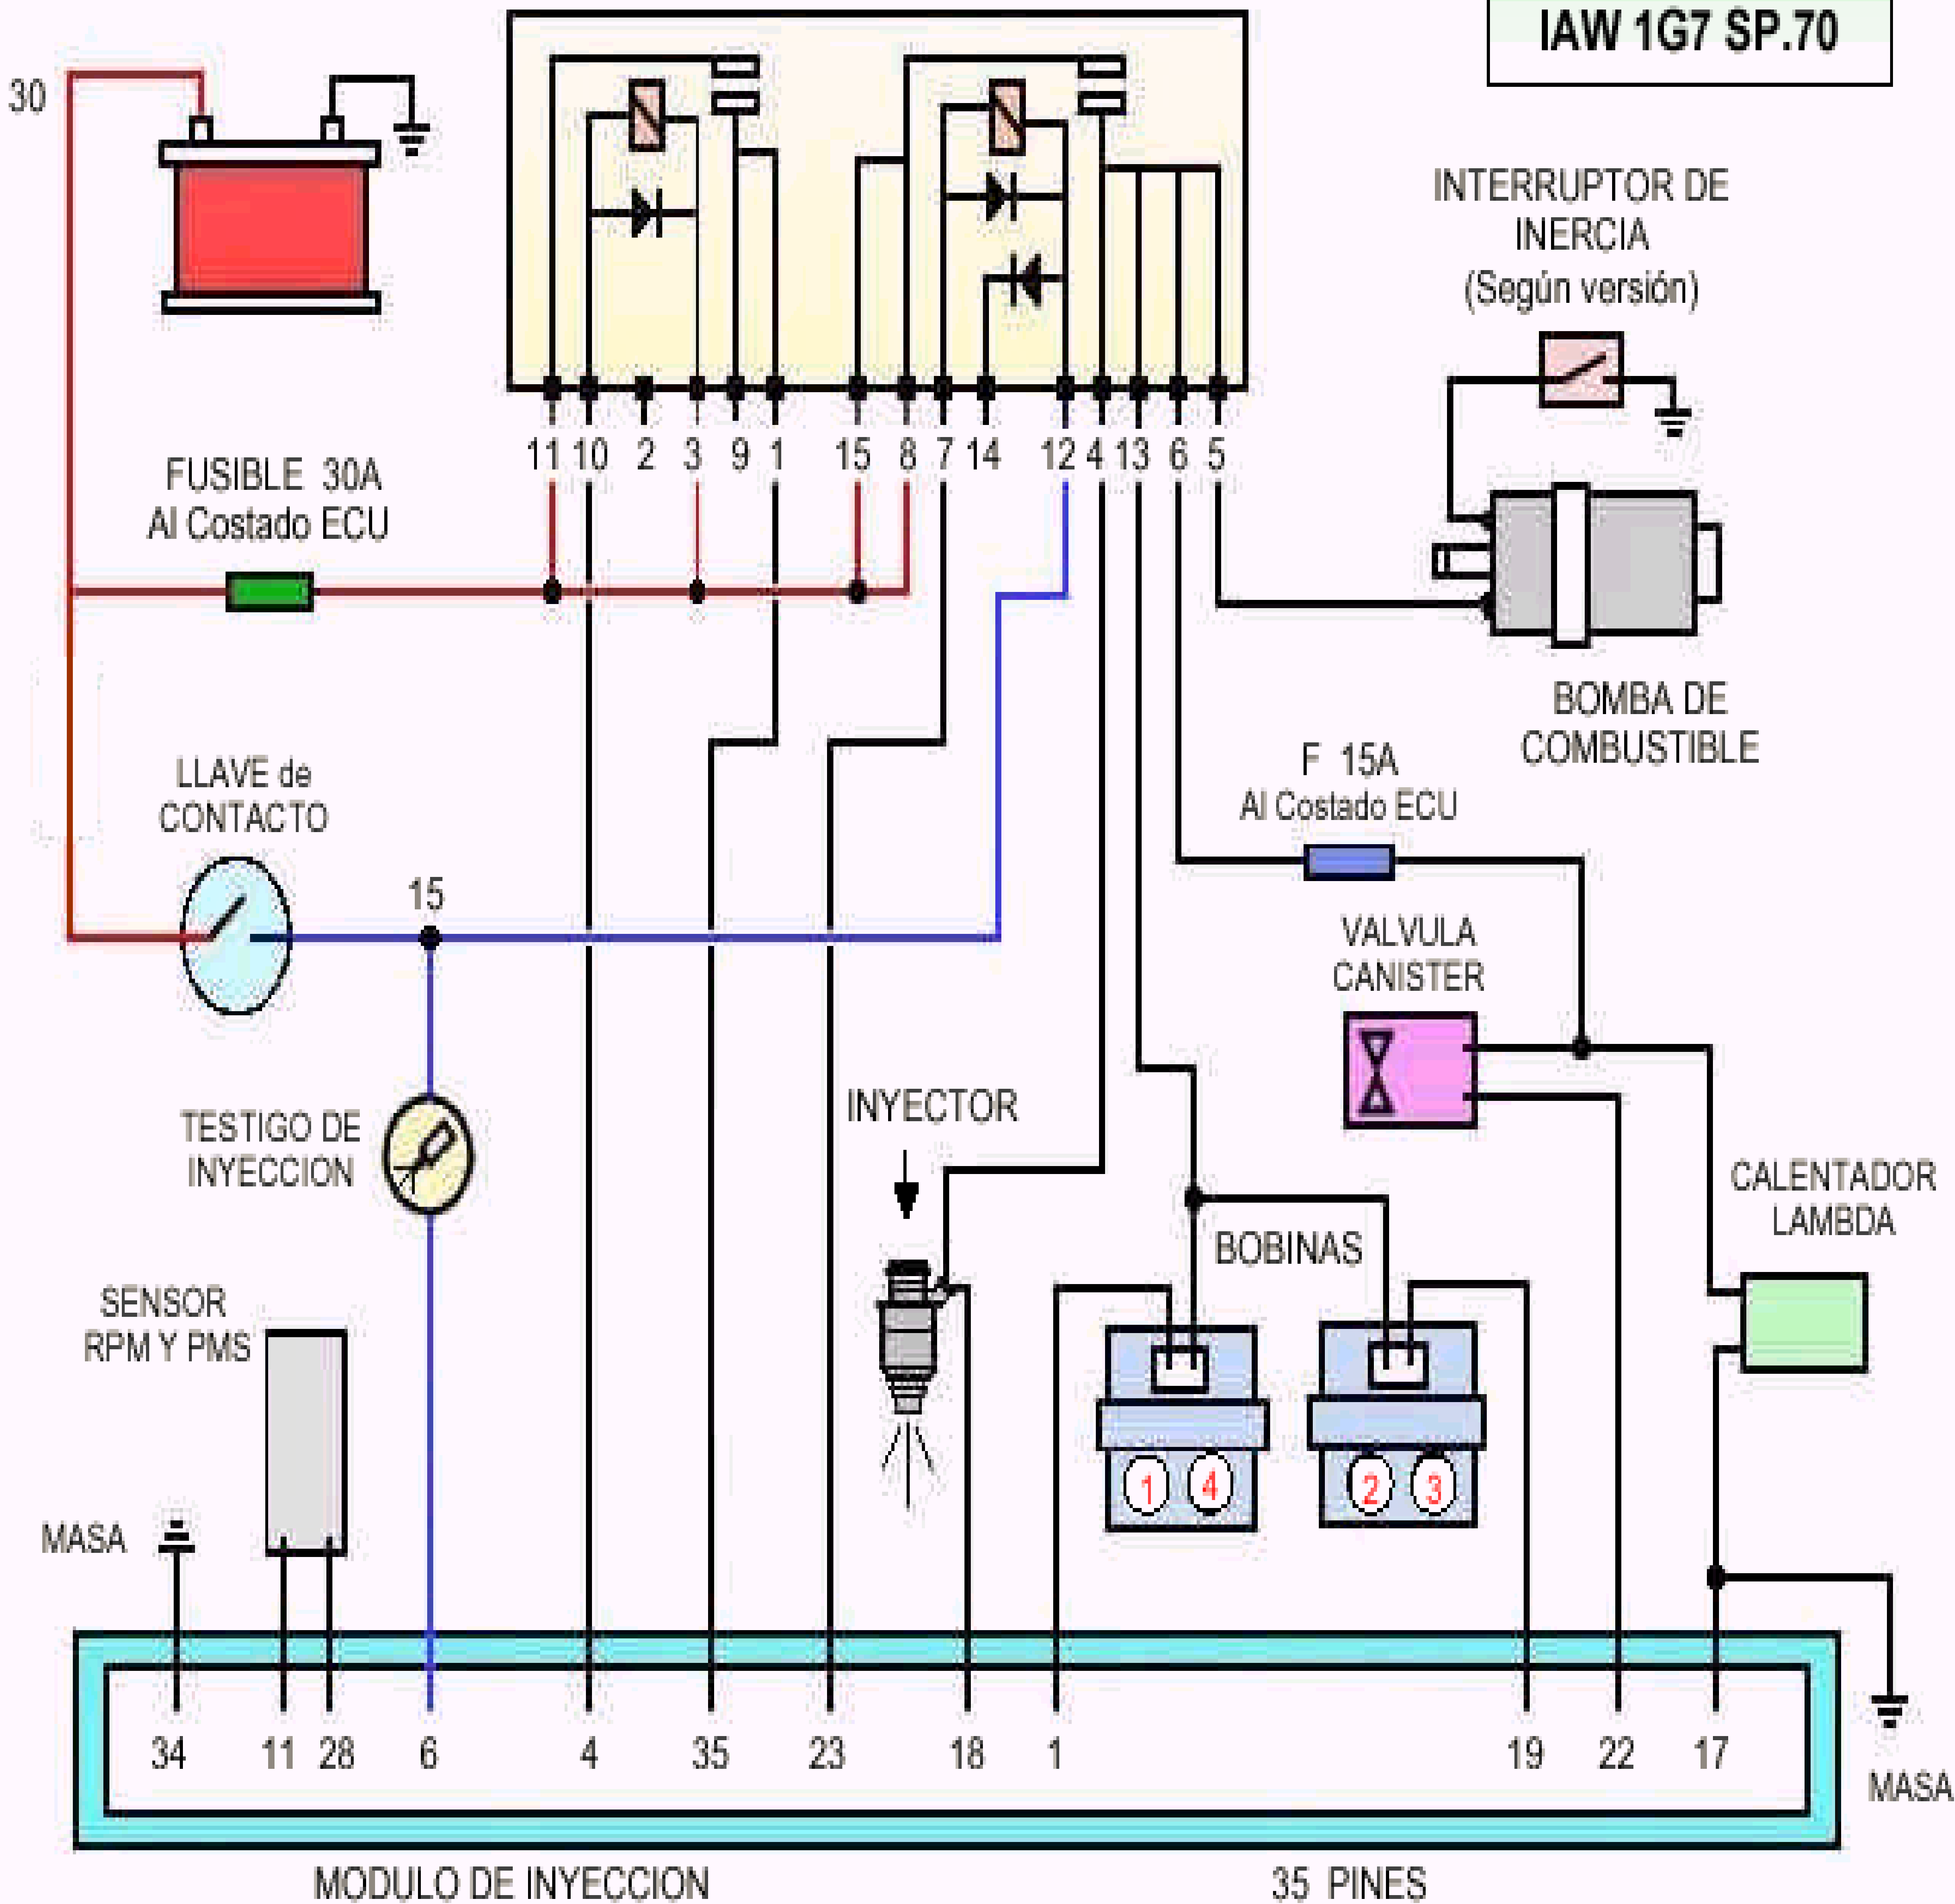 IAW 1G7 SP.70
30
INTERRUPTOR DE
INERCIA
(Según versión)
11 10 2 3 9 1 15 8 7 14 12 4 13 6 5
FUSIBLE 30A
Al Costado ECU
BOMBA DE
COMBUSTIBLE
F 15A
Al Costado ECU
LLAVE de
CONTACTO
15
VALVULA
CANISTER
INYECTOR
TESTIGO DE
INYECCION
CALENTADOR
LAMBDA
BOBINAS
SENSOR
RPM Y PMS
1 4 2 3
MASA
34 11 28 6 4 35 23 18 1 19 22 17
MASA
MODULO DE INYECCION 35 PINES